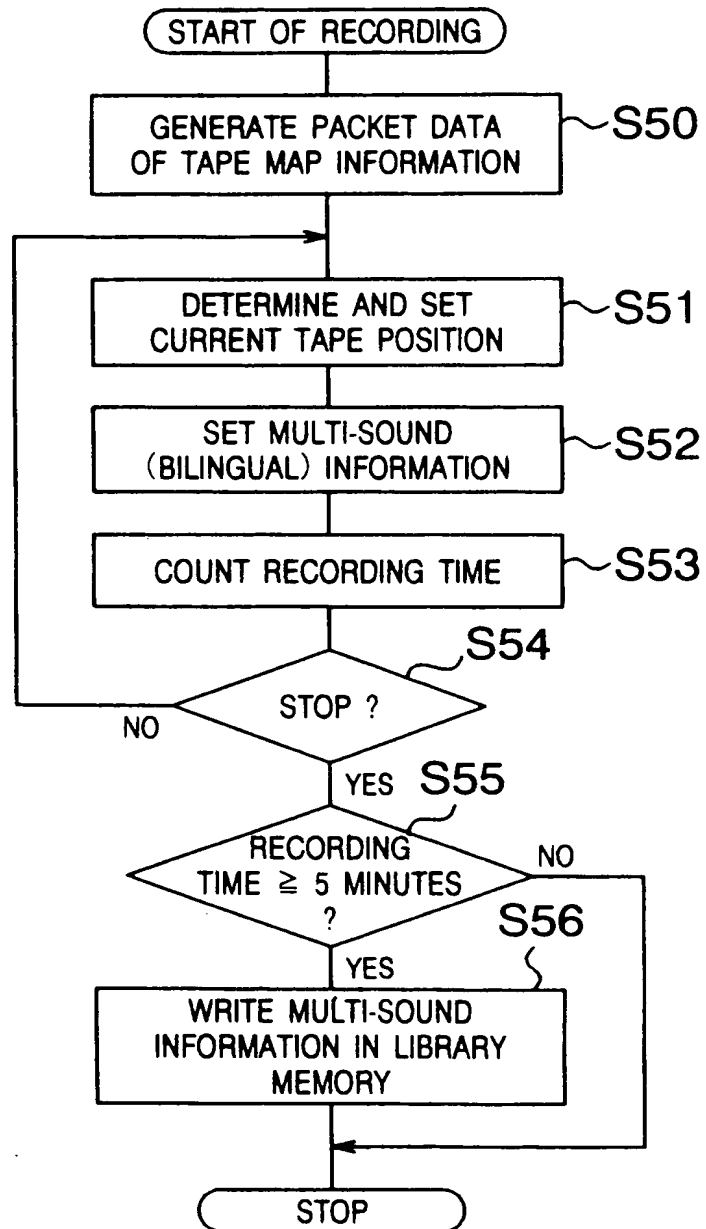 START OF RECORDING
GENERATE PACKET DATA
OF TAPE MAP INFORMATION
S50
DETERMINE AND SET
CURRENT TAPE POSITION
S51
SET MULTI-SOUND
(BILINGUAL) INFORMATION
S52
COUNT RECORDING TIME
S53
S54
STOP ?
NO
YES
S55
RECORDING
TIME ≧ 5 MINUTES
?
NO
YES
S56
WRITE MULTI-SOUND
INFORMATION IN LIBRARY
MEMORY
STOP